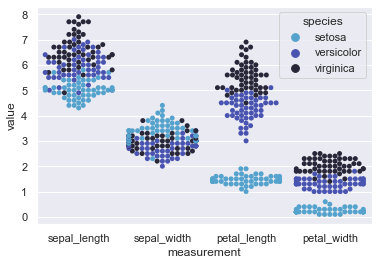 8
7
6
5
4
3
2
1
0
value
species
setosa
versicolor
virginica
sepal_length sepal_width petal_length petal_width
measurement